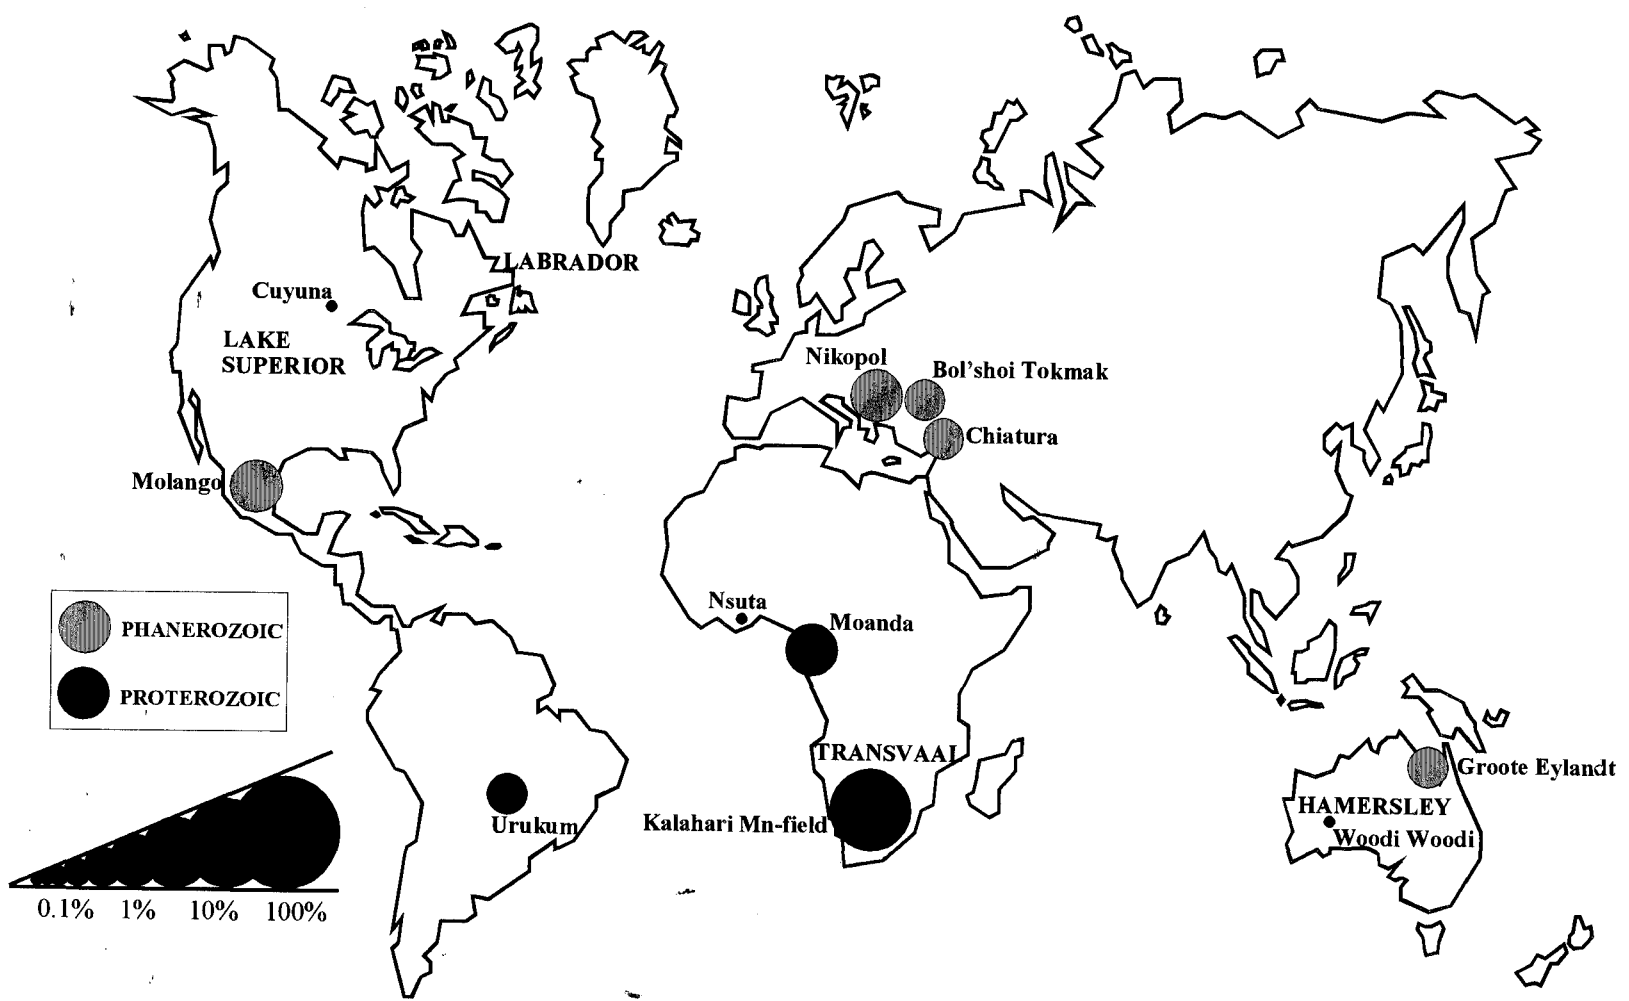 LABRADOR
Cuyuna
LAKE
SUPERIOR
Nikopol
Bol'shoi Tokmak
Chiatura
Molango
Nsuta
Moanda
PHANEROZOIC
PROTEROZOIC
TRANSVAAL
Groote Eylandt
HAMERSLEY
Kalahari Mn-field
Urukum
Woodi Woodi
0.1% 1% 10% 100%